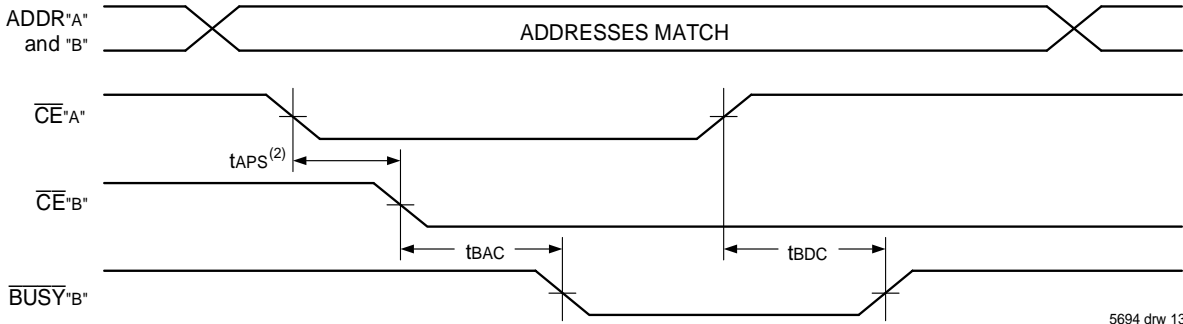 ADDR"A"
and "B"
ADDRESSES MATCH
CE"A"
tAPS(2)
CE"B"
tBAC
tBDC
BUSY"B"
5694 drw 13